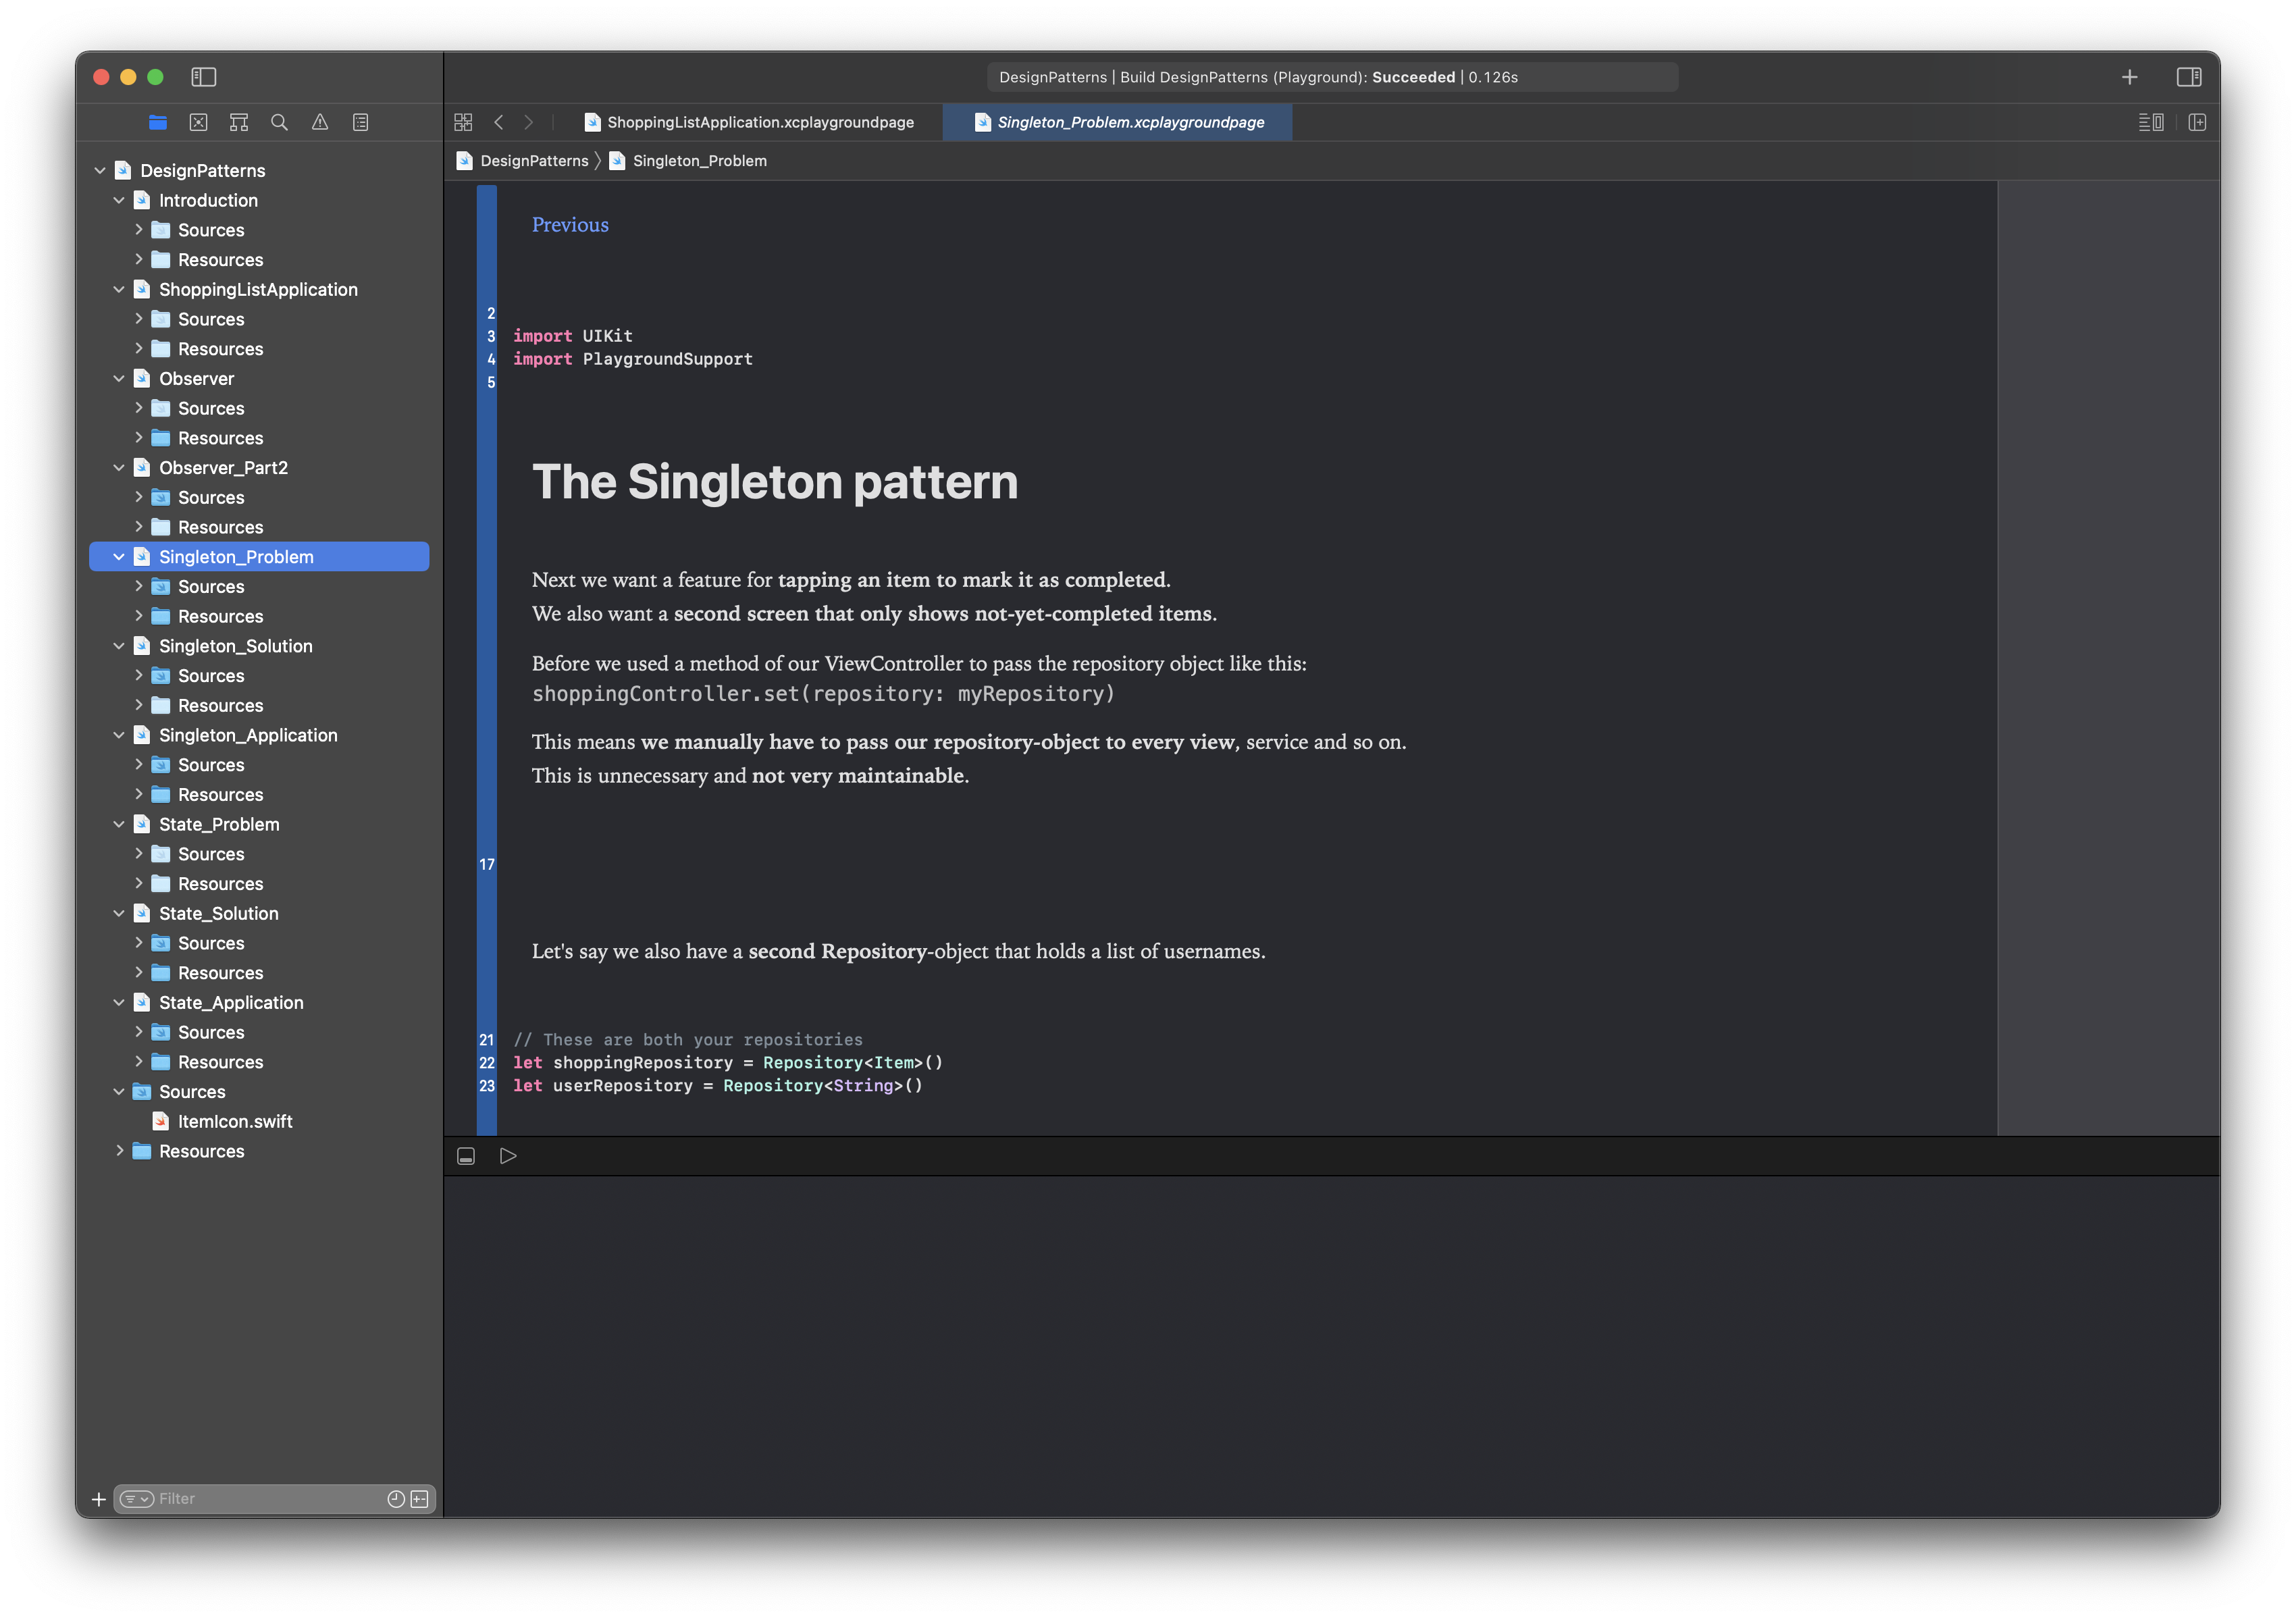 DesignPatterns | Build DesignPatterns (Playground): Succeeded | 0.126s
ShoppingListApplication.xcplaygroundpage
Singleton_Problem.xcplaygroundpage
DesignPatterns
Singleton_Problem
DesignPatterns
Introduction
Sources
Resources
ShoppingListApplication
Sources
Resources
Observer
Sources
Resources
Observer_Part2
Sources
Resources
Singleton_Problem
Sources
Resources
Singleton_Solution
Sources
Resources
Singleton_Application
Sources
Resources
State_Problem
Sources
Resources
State_Solution
Sources
Resources
State_Application
Sources
Resources
Sources
ItemIcon.swift
Resources
Filter
Previous
2
3 import UIKit
4 import PlaygroundSupport
5
The Singleton pattern
Next we want a feature for tapping an item to mark it as completed.
We also want a second screen that only shows not-yet-completed items.
Before we used a method of our ViewController to pass the repository object like this:
shoppingController.set(repository: myRepository)
This means we manually have to pass our repository-object to every view, service and so on.
This is unnecessary and not very maintainable.
17
Let's say we also have a second Repository-object that holds a list of usernames.
21 // These are both your repositories
22 let shoppingRepository = Repository<Item>()
23 let userRepository = Repository<String>()